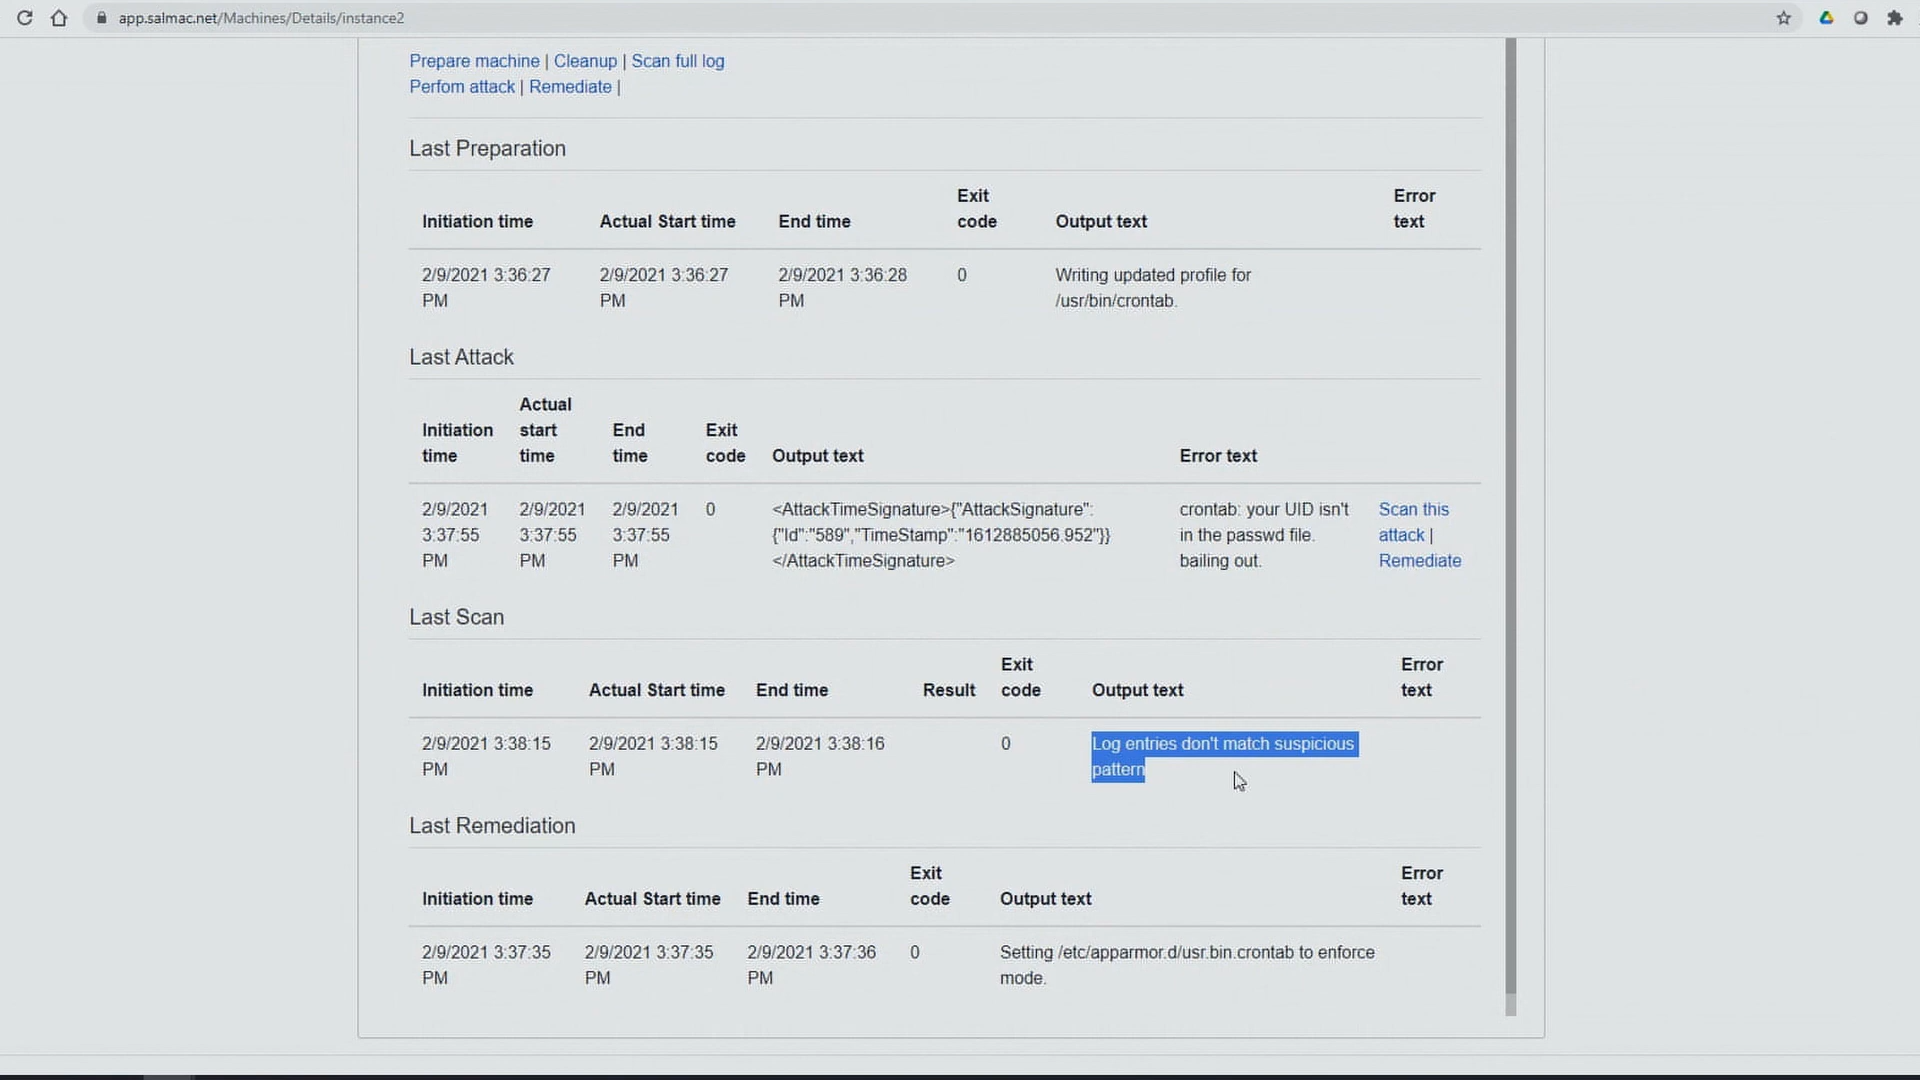 app.salmac.net/Machines/Details/instance2
Prepare machine | Cleanup | Scan full log
Perfom attack | Remediate |
Last Preparation
Exit
Error
Initiation time Actual Start time End time code Output text text
2/9/2021 3:36:27 2/9/2021 3:36:27 2/9/2021 3:36:28 0 Writing updated profile for
PM PM PM /usr/bin/crontab.
Last Attack
Actual
Initiation start End Exit
time time time code Output text Error text
2/9/2021 2/9/2021 2/9/2021 0 <AttackTimeSignature>{"AttackSignature": crontab: your UID isn't Scan this
3:37:55 3:37:55 3:37:55 {"Id":"589","TimeStamp":"1612885056.952"}} in the passwd file. attack |
PM PM PM </AttackTimeSignature> bailing out. Remediate
Last Scan
Exit Error
Initiation time Actual Start time End time Result code Output text text
2/9/2021 3:38:15 2/9/2021 3:38:15 2/9/2021 3:38:16 0 Log entries don't match suspicious
PM PM PM pattern
Last Remediation
Exit Error
Initiation time Actual Start time End time code Output text text
2/9/2021 3:37:35 2/9/2021 3:37:35 2/9/2021 3:37:36 0 Setting /etc/apparmor.d/usr.bin.crontab to enforce
PM PM PM mode.